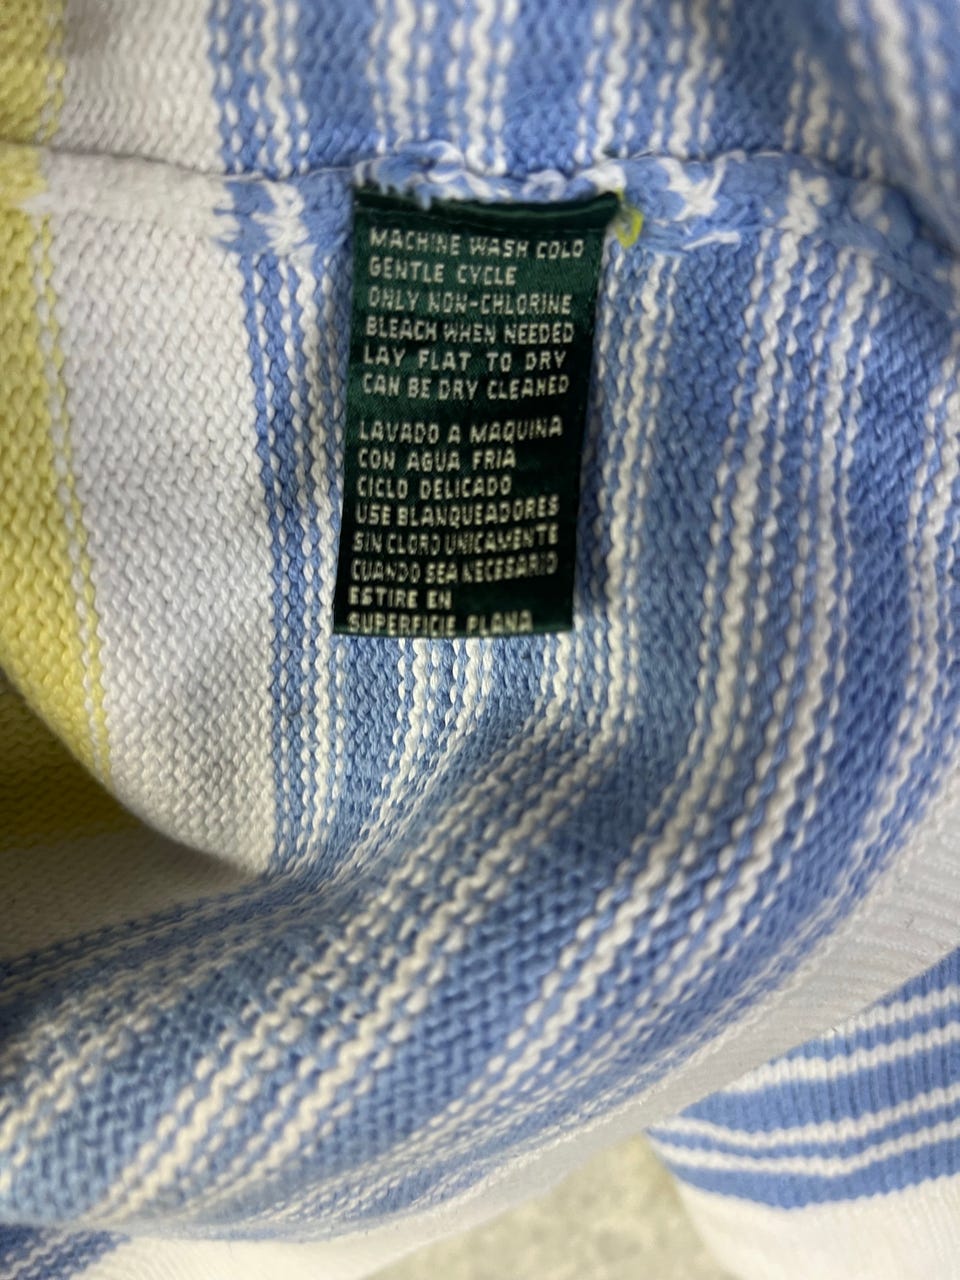 MACHINE WASH COLD
GENTLE CYCLE
ONLY NON-CHLORINE
BLEACH WHEN NEEDED
LAY FLAT TO DRY
CAN BE DRY CLEANED
LAVADO A MAQUINA
CON AGUA FRIA
CICLO DELICADO
USE BLANQUEADORES
SIN CLORO UNICAMENTE
CUANDO SEA NECESARIO
ESTIRE EN
SUPERFICIE PLANA